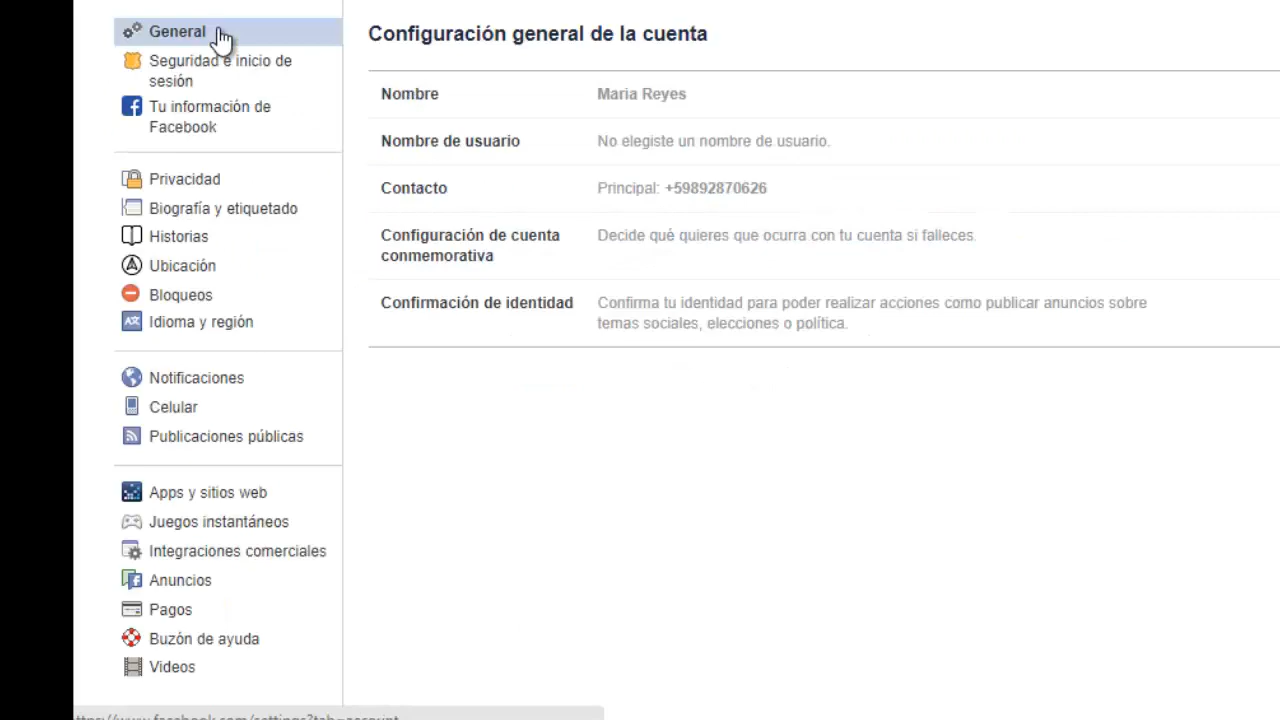 General
Seguridad e inicio de
sesión
Tu información de
Facebook
Privacidad
Biografía y etiquetado
Historias
Ubicación
Bloqueos
Idioma y región
Notificaciones
Celular
Publicaciones públicas
Apps y sitios web
Juegos instantáneos
Integraciones comerciales
Anuncios
Pagos
Buzón de ayuda
Videos
Configuración general de la cuenta
Nombre Maria Reyes
Nombre de usuario No elegiste un nombre de usuario.
Contacto Principal: +59892870626
Configuración de cuenta Decide qué quieres que ocurra con tu cuenta si falleces.
conmemorativa
Confirmación de identidad Confirma tu identidad para poder realizar acciones como publicar anuncios sobre
temas sociales, elecciones o política.